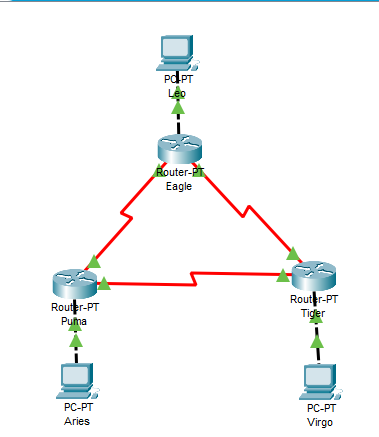 PC-PT
Leo
Router-PT
Eagle
Router-PT
Puma
Router-PT
Tiger
PC-PT
Aries
PC-PT
Virgo